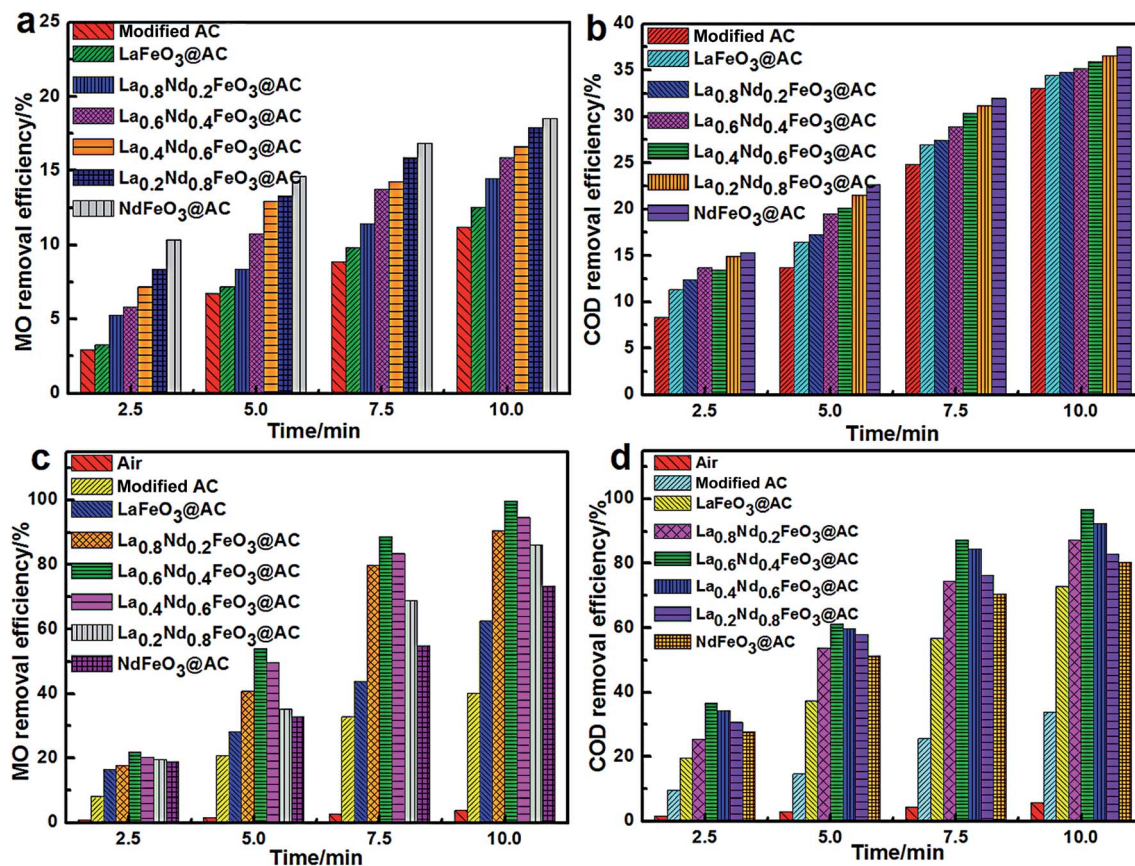 a
MO removal efficiency/%
25
20
15
10
5
0
Modified AC
LaFeO3@AC
La0.8Nd0.2FeO3@AC
La0.6Nd0.4FeO3@AC
La0.4Nd0.6FeO3@AC
La0.2Nd0.8FeO3@AC
NdFeO3@AC
2.5 5.0 7.5 10.0
Time/min
b
COD removal efficiency/%
40
35
30
25
20
15
10
5
0
Modified AC
LaFeO3@AC
La0.8Nd0.2FeO3@AC
La0.6Nd0.4FeO3@AC
La0.4Nd0.6FeO3@AC
La0.2Nd0.8FeO3@AC
NdFeO3@AC
2.5 5.0 7.5 10.0
Time/min
c
MO removal efficiency/%
100
80
60
40
20
0
Air
Modified AC
LaFeO3@AC
La0.8Nd0.2FeO3@AC
La0.6Nd0.4FeO3@AC
La0.4Nd0.6FeO3@AC
La0.2Nd0.8FeO3@AC
NdFeO3@AC
2.5 5.0 7.5 10.0
Time/min
d
COD removal efficiency/%
100
80
60
40
20
0
Air
Modified AC
LaFeO3@AC
La0.8Nd0.2FeO3@AC
La0.6Nd0.4FeO3@AC
La0.4Nd0.6FeO3@AC
La0.2Nd0.8FeO3@AC
NdFeO3@AC
2.5 5.0 7.5 10.0
Time/min